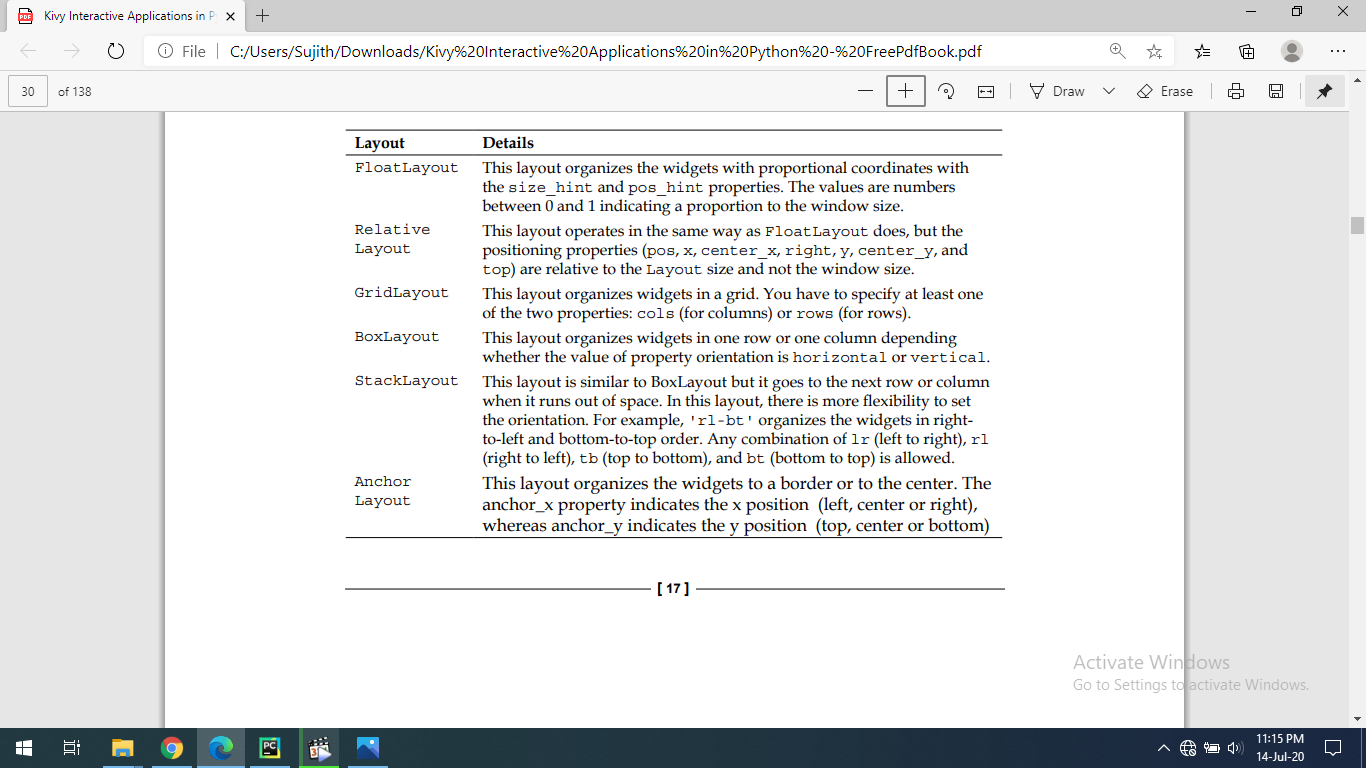 Kivy Interactive Applications in P
File
C:/Users/Sujith/Downloads/Kivy%20Interactive%20Applications%20in%20Python%20-%20FreePdfBook.pdf
30 of 138
Draw
Erase
Layout Details
FloatLayout This layout organizes the widgets with proportional coordinates with
the size_hint and pos_hint properties. The values are numbers
between 0 and 1 indicating a proportion to the window size.
Relative This layout operates in the same way as FloatLayout does, but the
Layout positioning properties (pos, x, center_x, right, y, center_y, and
top) are relative to the Layout size and not the window size.
GridLayout This layout organizes widgets in a grid. You have to specify at least one
of the two properties: cols (for columns) or rows (for rows).
BoxLayout This layout organizes widgets in one row or one column depending
whether the value of property orientation is horizontal or vertical.
StackLayout This layout is similar to BoxLayout but it goes to the next row or column
when it runs out of space. In this layout, there is more flexibility to set
the orientation. For example, 'rl-bt' organizes the widgets in right-
to-left and bottom-to-top order. Any combination of lr (left to right), rl
(right to left), tb (top to bottom), and bt (bottom to top) is allowed.
Anchor This layout organizes the widgets to a border or to the center. The
Layout anchor_x property indicates the x position (left, center or right),
whereas anchor_y indicates the y position (top, center or bottom)
[ 17 ]
Activate Windows
Go to Settings to activate Windows.
11:15 PM
14-Jul-20